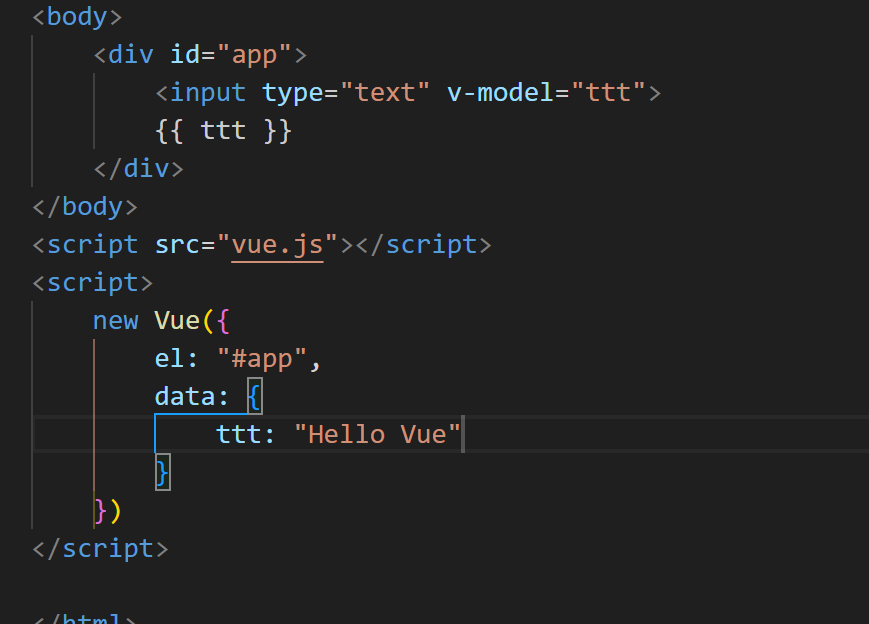 <body>
<div id="app">
<input type="text" v-model="ttt">
{{ ttt }}
</div>
</body>
<script src="vue.js"></script>
<script>
new Vue({
el: "#app",
data: {
ttt: "Hello Vue"
}
})
</script>
</html>